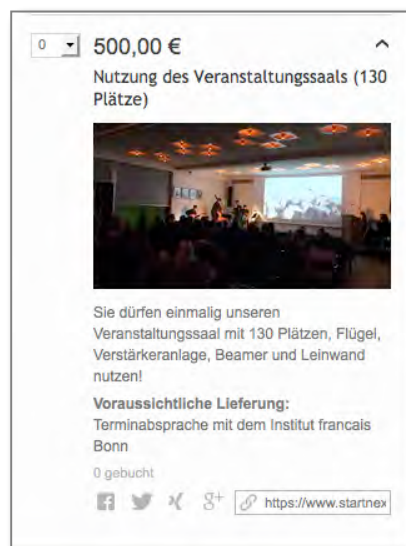 0
500,00 €
Nutzung des Veranstaltungssaals (130
Plätze)
Sie dürfen einmalig unseren
Veranstaltungssaal mit 130 Plätzen, Flügel,
Verstärkeranlage, Beamer und Leinwand
nutzen!
Voraussichtliche Lieferung:
Terminabsprache mit dem Institut francais
Bonn
0 gebucht
https://www.startnex